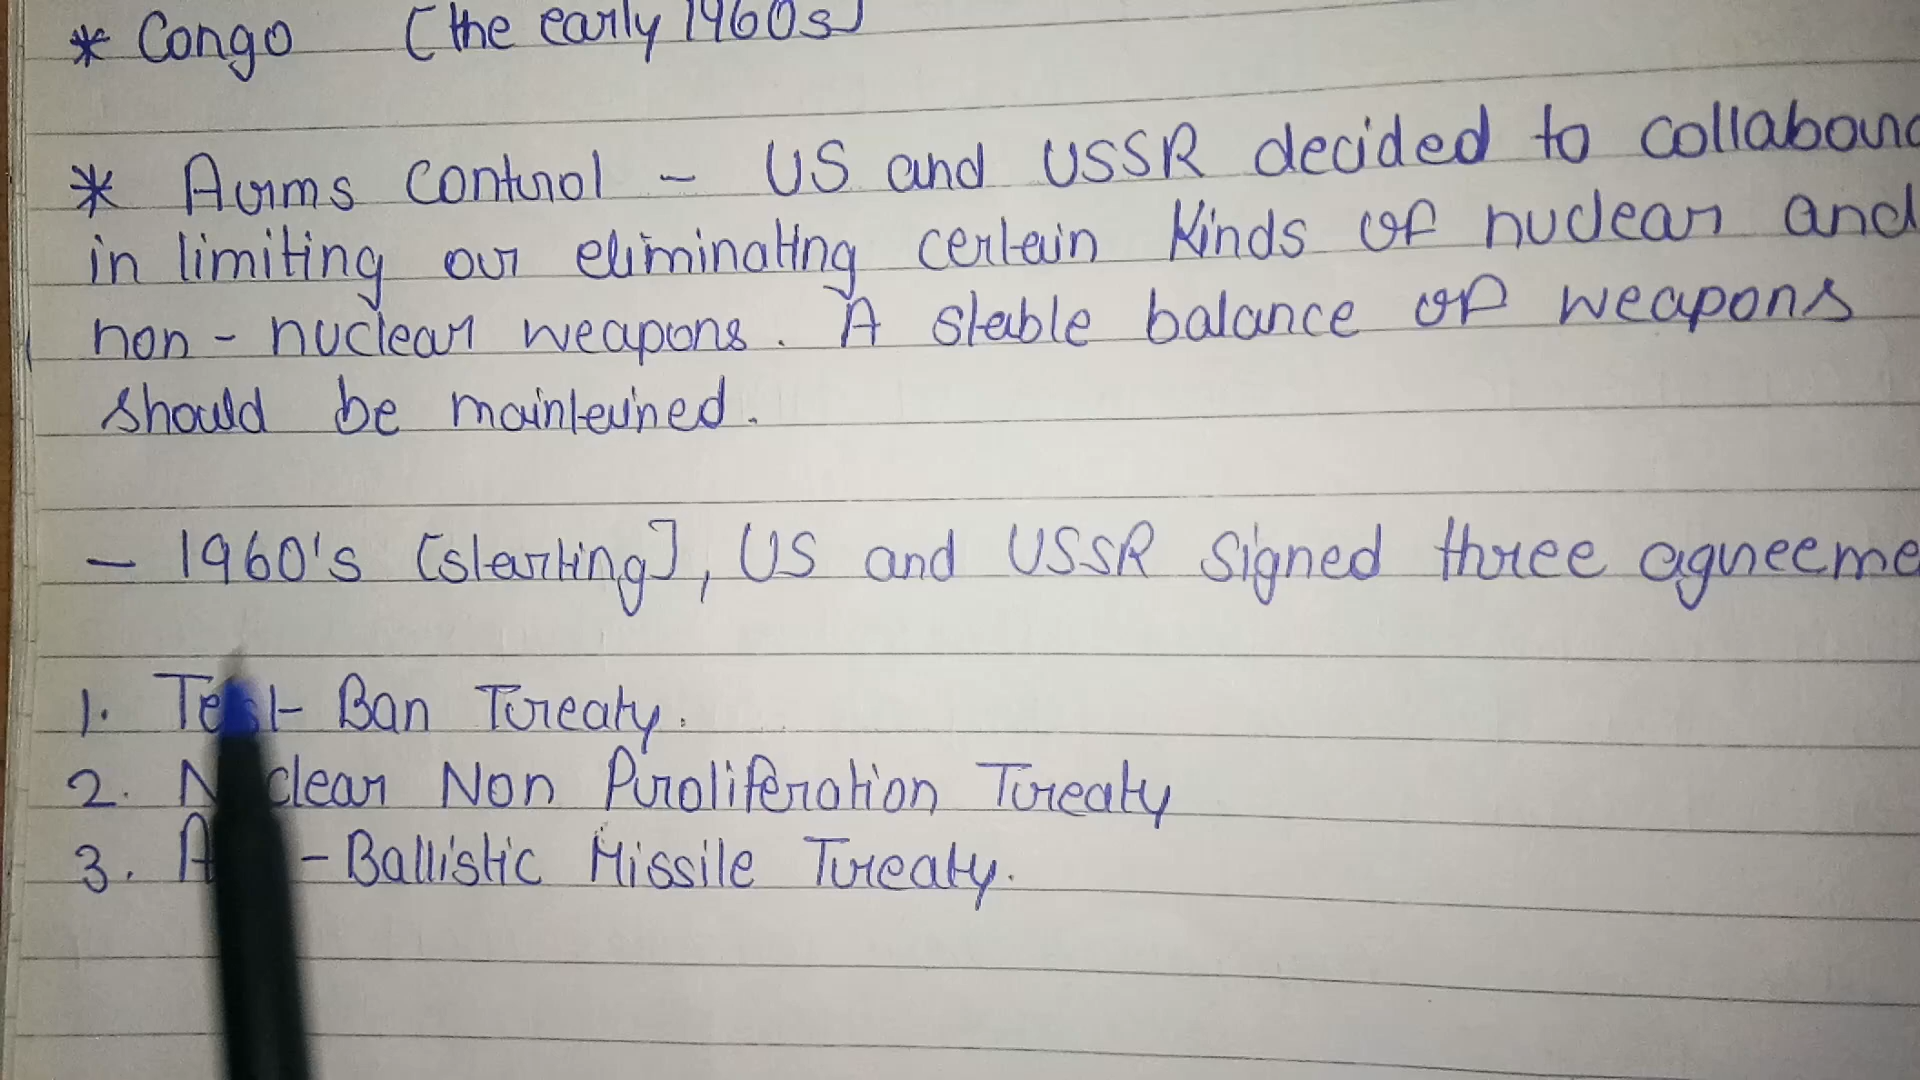 * Congo (the early 1960s)
* Arms Control - US and USSR decided to collabora
in limiting or eliminating certain kinds of nuclear and
non - nuclear weapons. A stable balance of weapons
should be maintained.
- 1960's [starting], US and USSR signed three agreeme
1. Test Ban Treaty.
2. Nuclear Non Proliferation Treaty
3. A -Ballistic Missile Treaty.